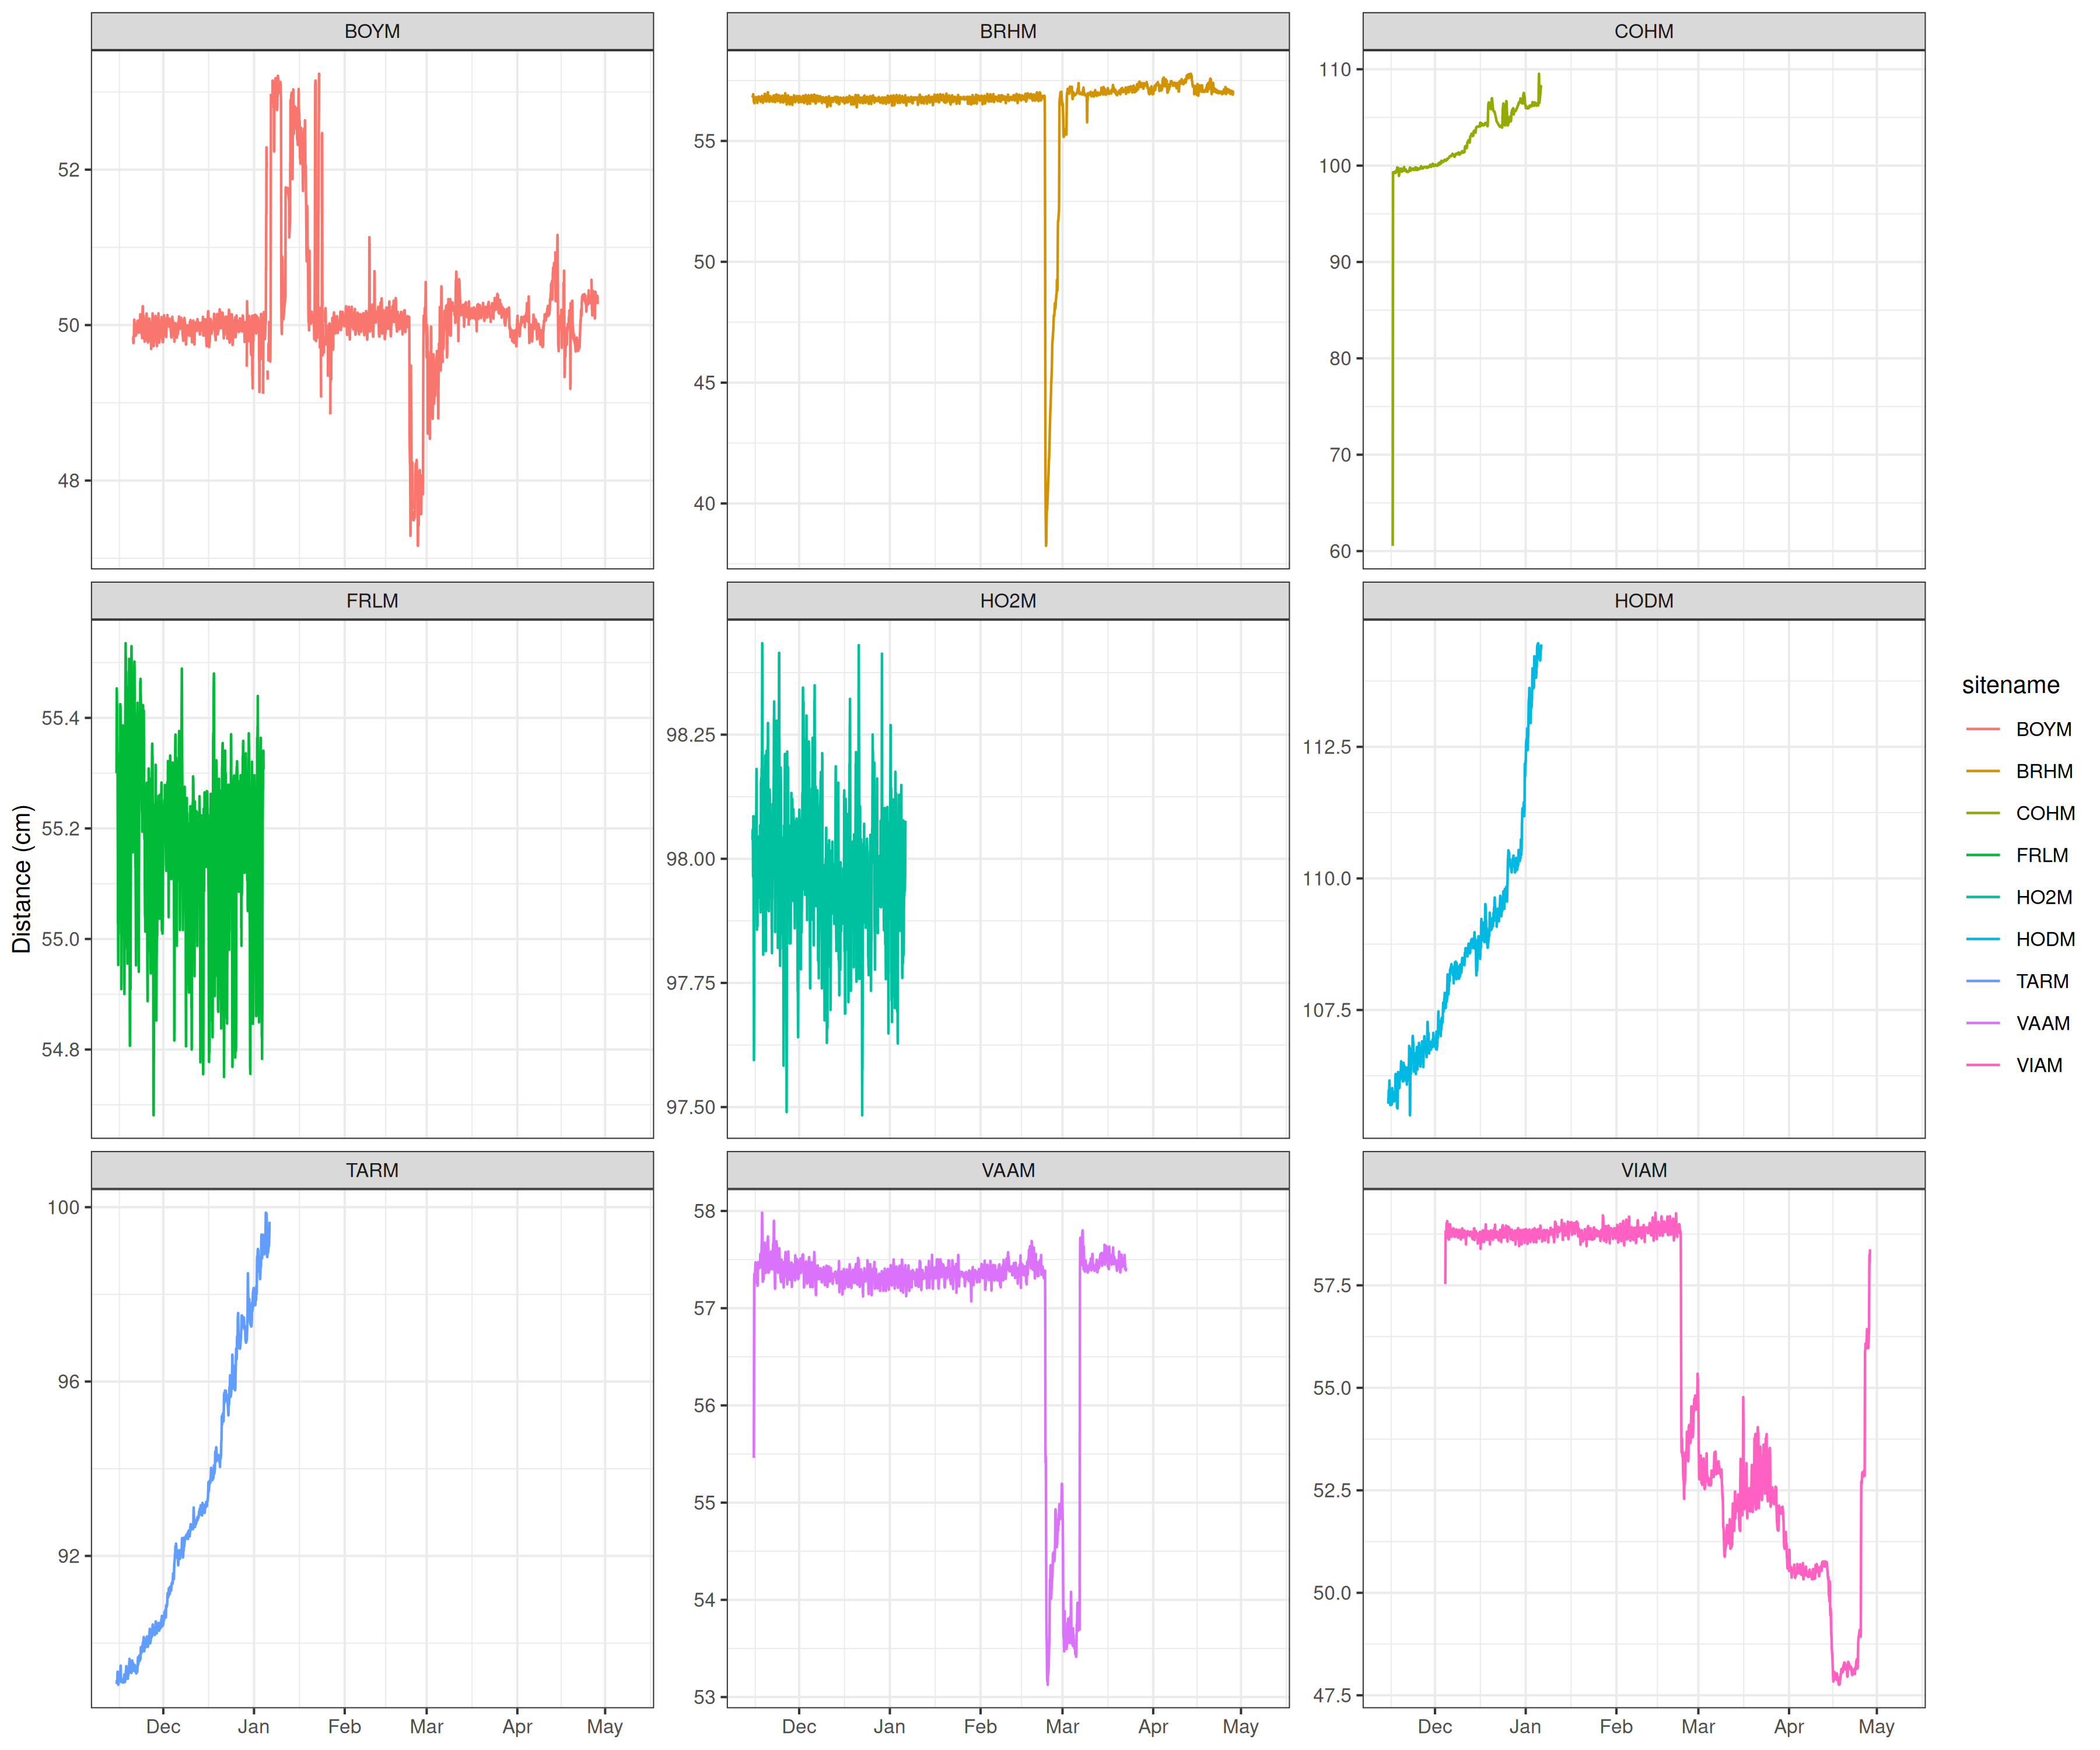 BOYM BRHM COHM
52
50
48
55
50
45
40
110
100
90
80
70
60
FRLM HO2M HODM
Distance (cm)
55.4
55.2
55.0
54.8
98.25
98.00
97.75
97.50
112.5
110.0
107.5
sitename
BOYM
BRHM
COHM
FRLM
HO2M
HODM
TARM
VAAM
VIAM
TARM VAAM VIAM
100
96
92
58
57
56
55
54
53
57.5
55.0
52.5
50.0
47.5
Dec Jan Feb Mar Apr May Dec Jan Feb Mar Apr May Dec Jan Feb Mar Apr May